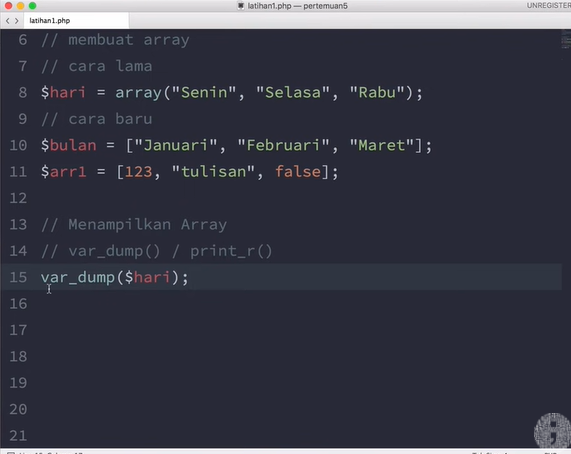 latihan1.php — pertemuan5
UNREGISTER
latihan1.php
6 // membuat array
7 // cara lama
8 $hari = array("Senin", "Selasa", "Rabu");
9 // cara baru
10 $bulan = ["Januari", "Februari", "Maret"];
11 $arr1 = [123, "tulisan", false];
12
13 // Menampilkan Array
14 // var_dump() / print_r()
15 var_dump($hari);
16
17
18
19
20
21